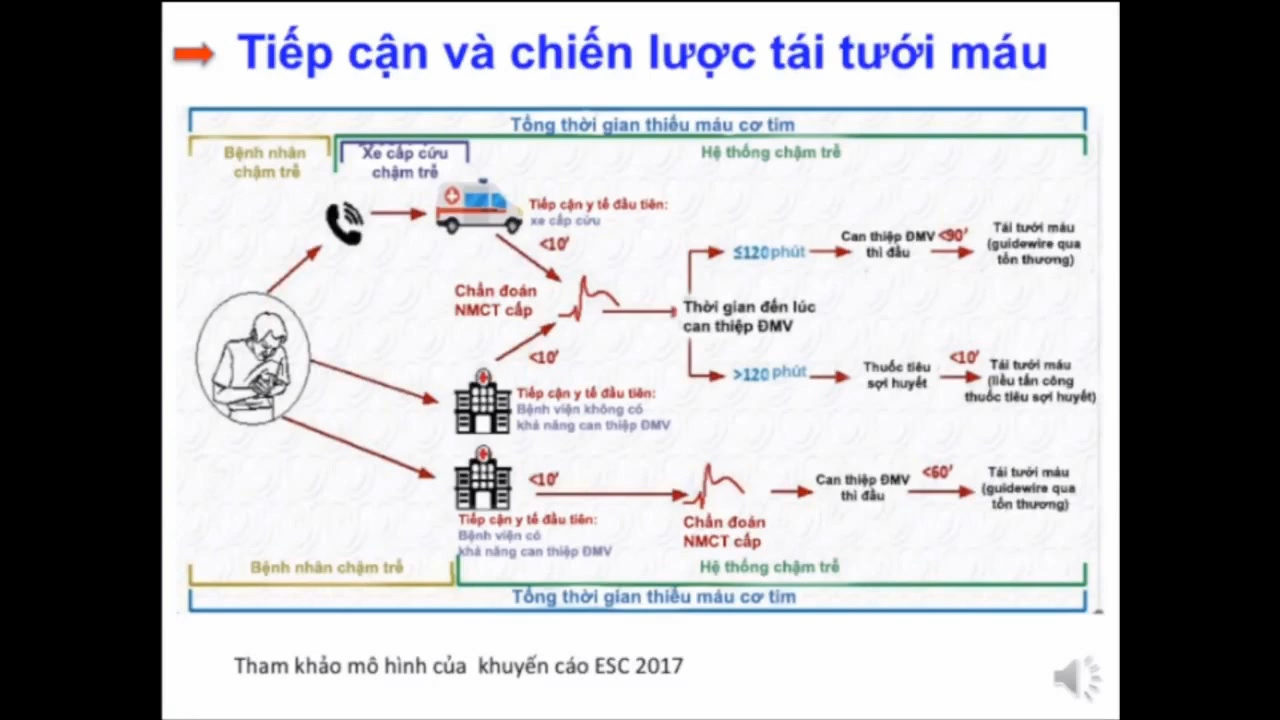 Tiếp cận và chiến lược tái tưới máu
Tổng thời gian thiếu máu cơ tim
Bệnh nhân
chậm trễ
Xe cấp cứu
chậm trễ
Hệ thống chậm trễ
Tiếp cận y tế đầu tiên:
xe cấp cứu
<10'
Chẩn đoán
NMCT cấp
<10'
Thời gian đến lúc
can thiệp ĐMV
≤120 phút
Can thiệp ĐMV
thì đầu
<90'
Tái tưới máu
(guidewire qua
tổn thương)
>120 phút
Thuốc tiêu
sợi huyết
<10'
Tái tưới máu
(liều tấn công
thuốc tiêu sợi huyết)
Tiếp cận y tế đầu tiên:
Bệnh viện không có
khả năng can thiệp ĐMV
<10'
Tiếp cận y tế đầu tiên:
Bệnh viện có
khả năng can thiệp ĐMV
Chẩn đoán
NMCT cấp
Can thiệp ĐMV
thì đầu
<60'
Tái tưới máu
(guidewire qua
tổn thương)
Bệnh nhân chậm trễ
Hệ thống chậm trễ
Tổng thời gian thiếu máu cơ tim
Tham khảo mô hình của khuyến cáo ESC 2017